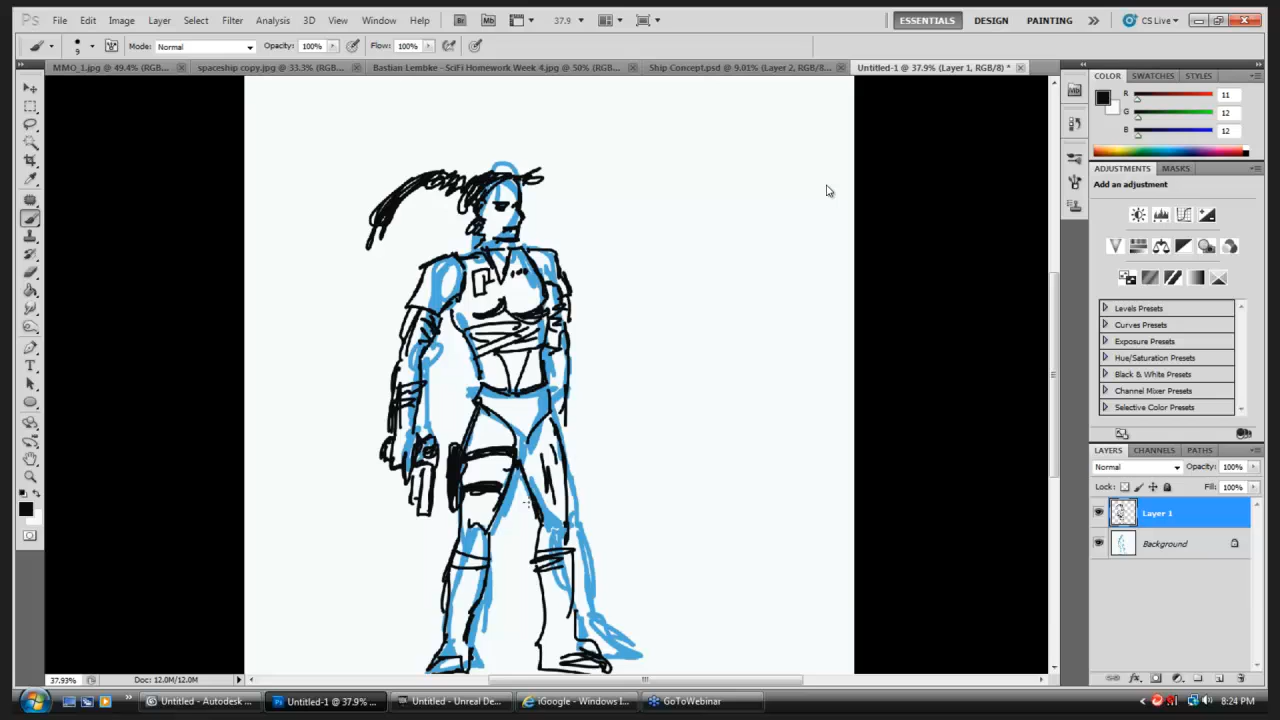 Ps File Edit Image Layer Select Filter Analysis 3D View Window Help Br Mb 37.9 ESSENTIALS DESIGN PAINTING CS Live
9 Mode: Normal Opacity: 100% Flow: 100%
MMO_1.jpg @ 49.4% (RGB... spaceship copy.jpg @ 33.3% (RGB... Bastian Lembke - SciFi Homework Week 4.jpg @ 50% (RGB... Ship Concept.psd @ 9.01% (Layer 2, RGB/8... Untitled-1 @ 37.9% (Layer 1, RGB/8) *
COLOR SWATCHES STYLES
Mb
R 11
G 12
B 12
ADJUSTMENTS MASKS
Add an adjustment
Levels Presets
Curves Presets
Exposure Presets
Hue/Saturation Presets
Black & White Presets
Channel Mixer Presets
Selective Color Presets
LAYERS CHANNELS PATHS
Normal Opacity: 100%
Lock: Fill: 100%
Layer 1
Background
37.93% Doc: 12.0M/12.0M
Untitled - Autodesk ... Untitled-1 @ 37.9% ... Untitled - Unreal De... iGoogle - Windows I... GoToWebinar 8:24 PM